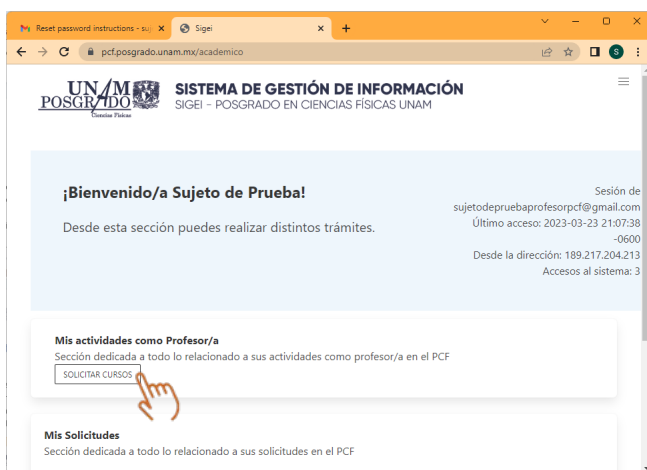 Reset password instructions - suj
Sigei
pcf.posgrado.unam.mx/academico
S
UNAM
POSGRADO
Ciencias Físicas
SISTEMA DE GESTIÓN DE INFORMACIÓN
SIGEI - POSGRADO EN CIENCIAS FÍSICAS UNAM
¡Bienvenido/a Sujeto de Prueba!
Desde esta sección puedes realizar distintos trámites.
Sesión de
sujetodepruebaprofesorpcf@gmail.com
Último acceso: 2023-03-23 21:07:38
-0600
Desde la dirección: 189.217.204.213
Accesos al sistema: 3
Mis actividades como Profesor/a
Sección dedicada a todo lo relacionado a sus actividades como profesor/a en el PCF
SOLICITAR CURSOS
Mis Solicitudes
Sección dedicada a todo lo relacionado a sus solicitudes en el PCF